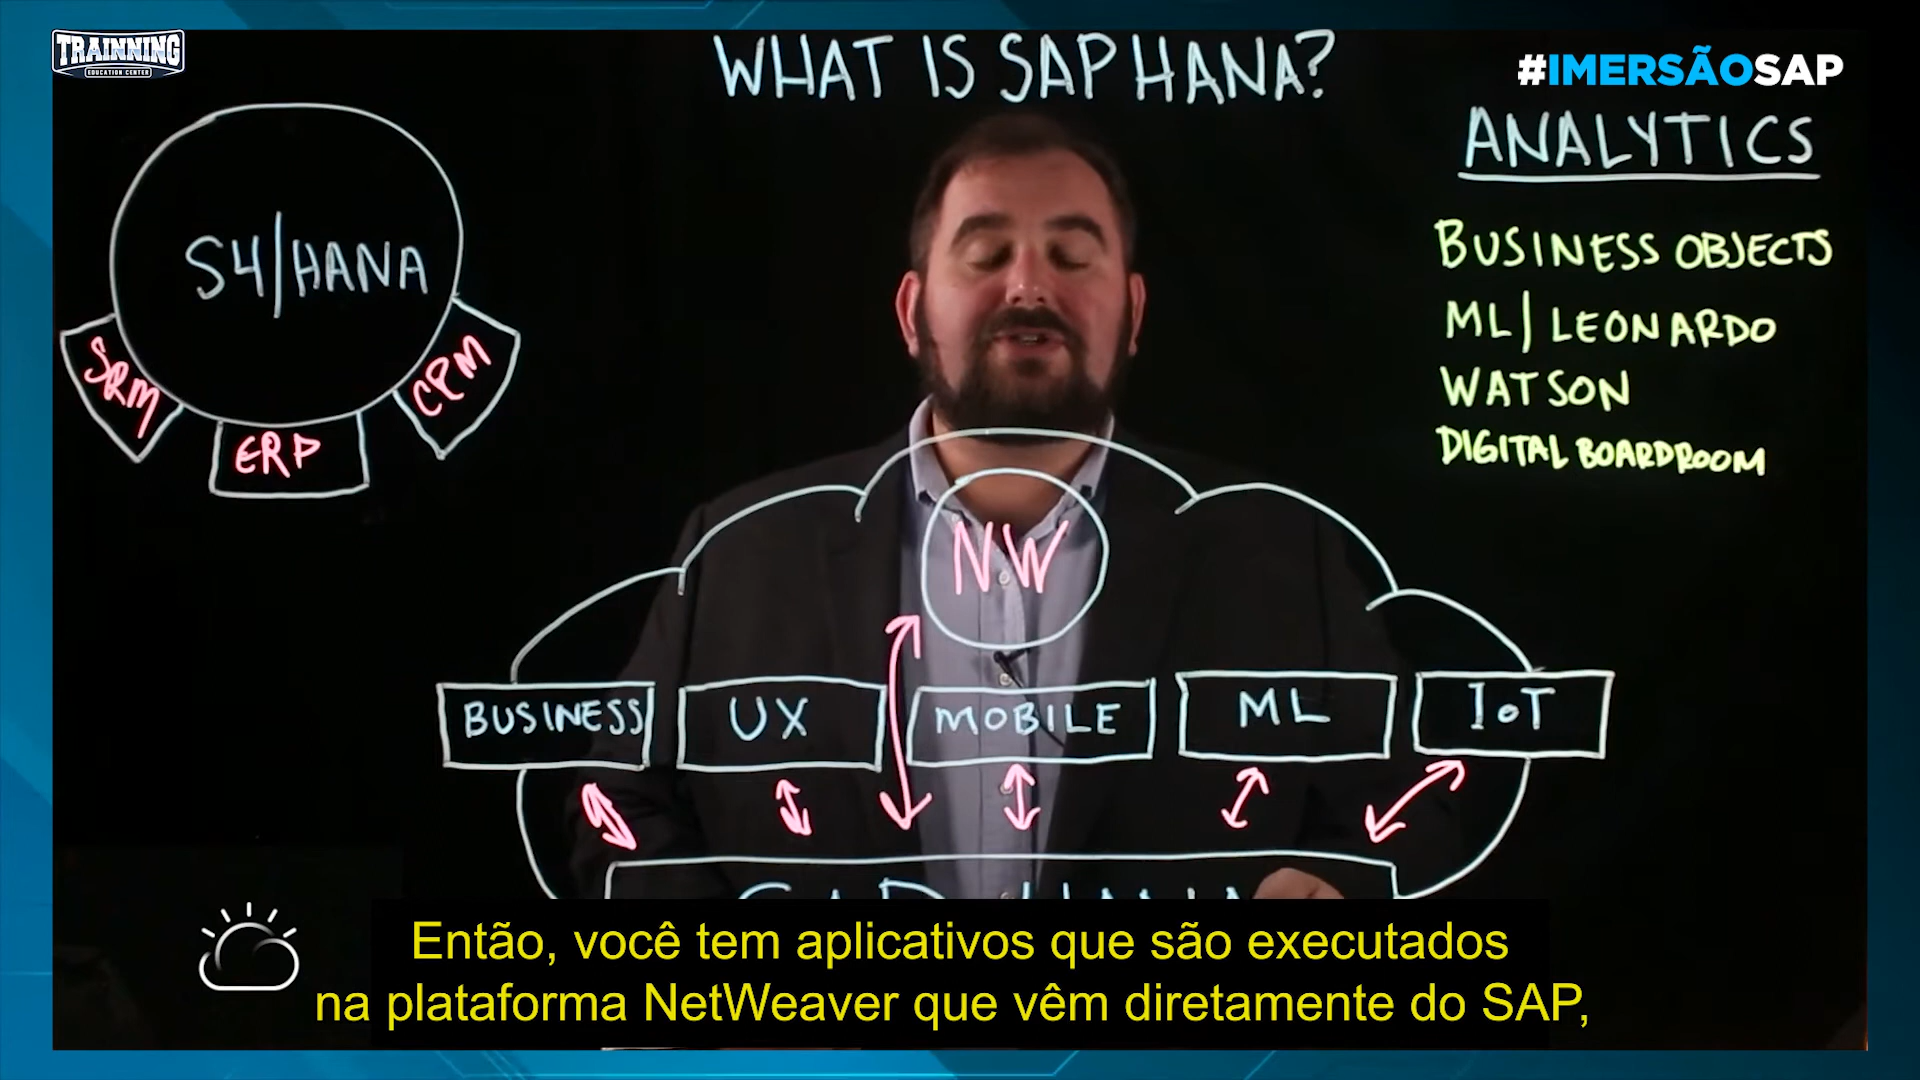 TRAINNING
EDUCATION CENTER
WHAT IS SAP HANA?
#IMERSÃOSAP
ANALYTICS
BUSINESS OBJECTS
ML/LEONARDO
WATSON
DIGITAL BOARDROOM
S4/HANA
SRM
ERP
CPM
NW
BUSINESS
UX
MOBILE
ML
IoT
SAP HANA
Então, você tem aplicativos que são executados
na plataforma NetWeaver que vêm diretamente do SAP,